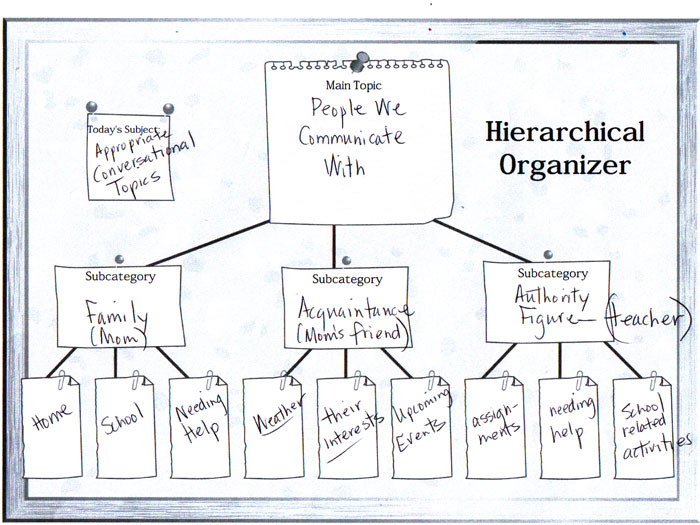 Main Topic
People We
Communicate
With
Today's Subject:
Appropriate
Conversational
Topics
Hierarchical
Organizer
Subcategory
Family
(Mom)
Subcategory
Acquaintance
(Mom's friend)
Subcategory
Authority
Figure – (teacher)
Home
School
Needing
Help
Weather
their
interests
Upcoming
Events
assign-
ments
needing
help
School
related
activities